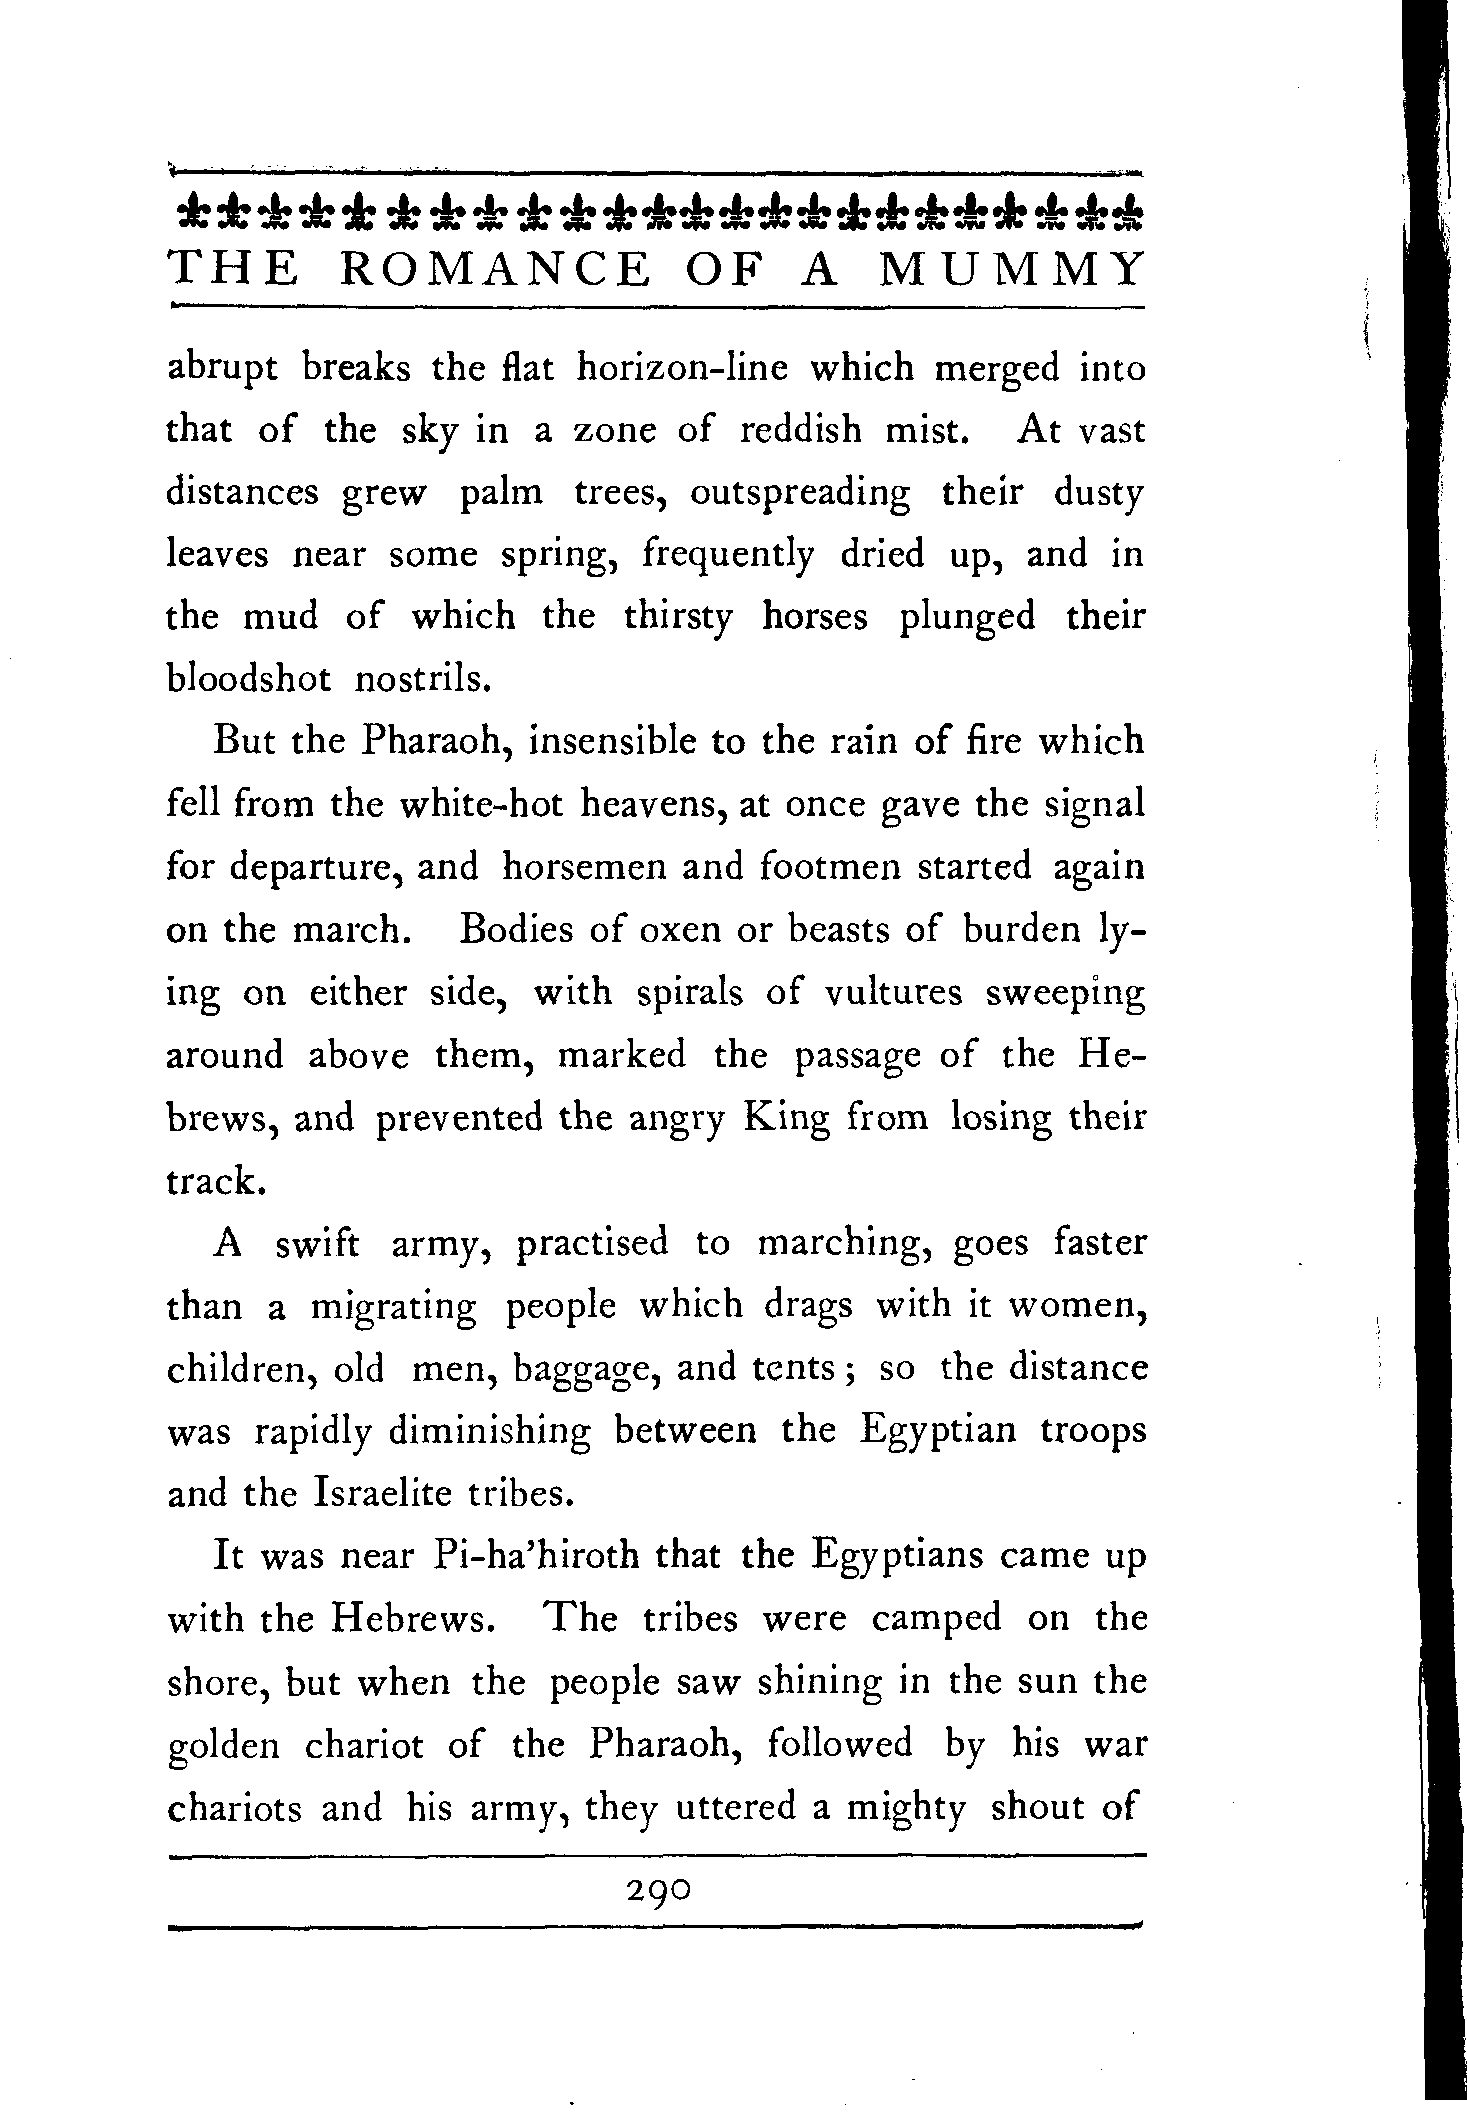 THE ROMANCE OF A MUMMY
abrupt breaks the flat horizon-line which merged into
that of the sky in a zone of reddish mist. At vast
distances grew palm trees, outspreading their dusty
leaves near some spring, frequently dried up, and in
the mud of which the thirsty horses plunged their
bloodshot nostrils.
But the Pharaoh, insensible to the rain of fire which
fell from the white-hot heavens, at once gave the signal
for departure, and horsemen and footmen started again
on the march. Bodies of oxen or beasts of burden ly-
ing on either side, with spirals of vultures sweeping
around above them, marked the passage of the He-
brews, and prevented the angry King from losing their
track.
A swift army, practised to marching, goes faster
than a migrating people which drags with it women,
children, old men, baggage, and tents ; so the distance
was rapidly diminishing between the Egyptian troops
and the Israelite tribes.
It was near Pi-ha'hiroth that the Egyptians came up
with the Hebrews. The tribes were camped on the
shore, but when the people saw shining in the sun the
golden chariot of the Pharaoh, followed by his war
chariots and his army, they uttered a mighty shout of
290